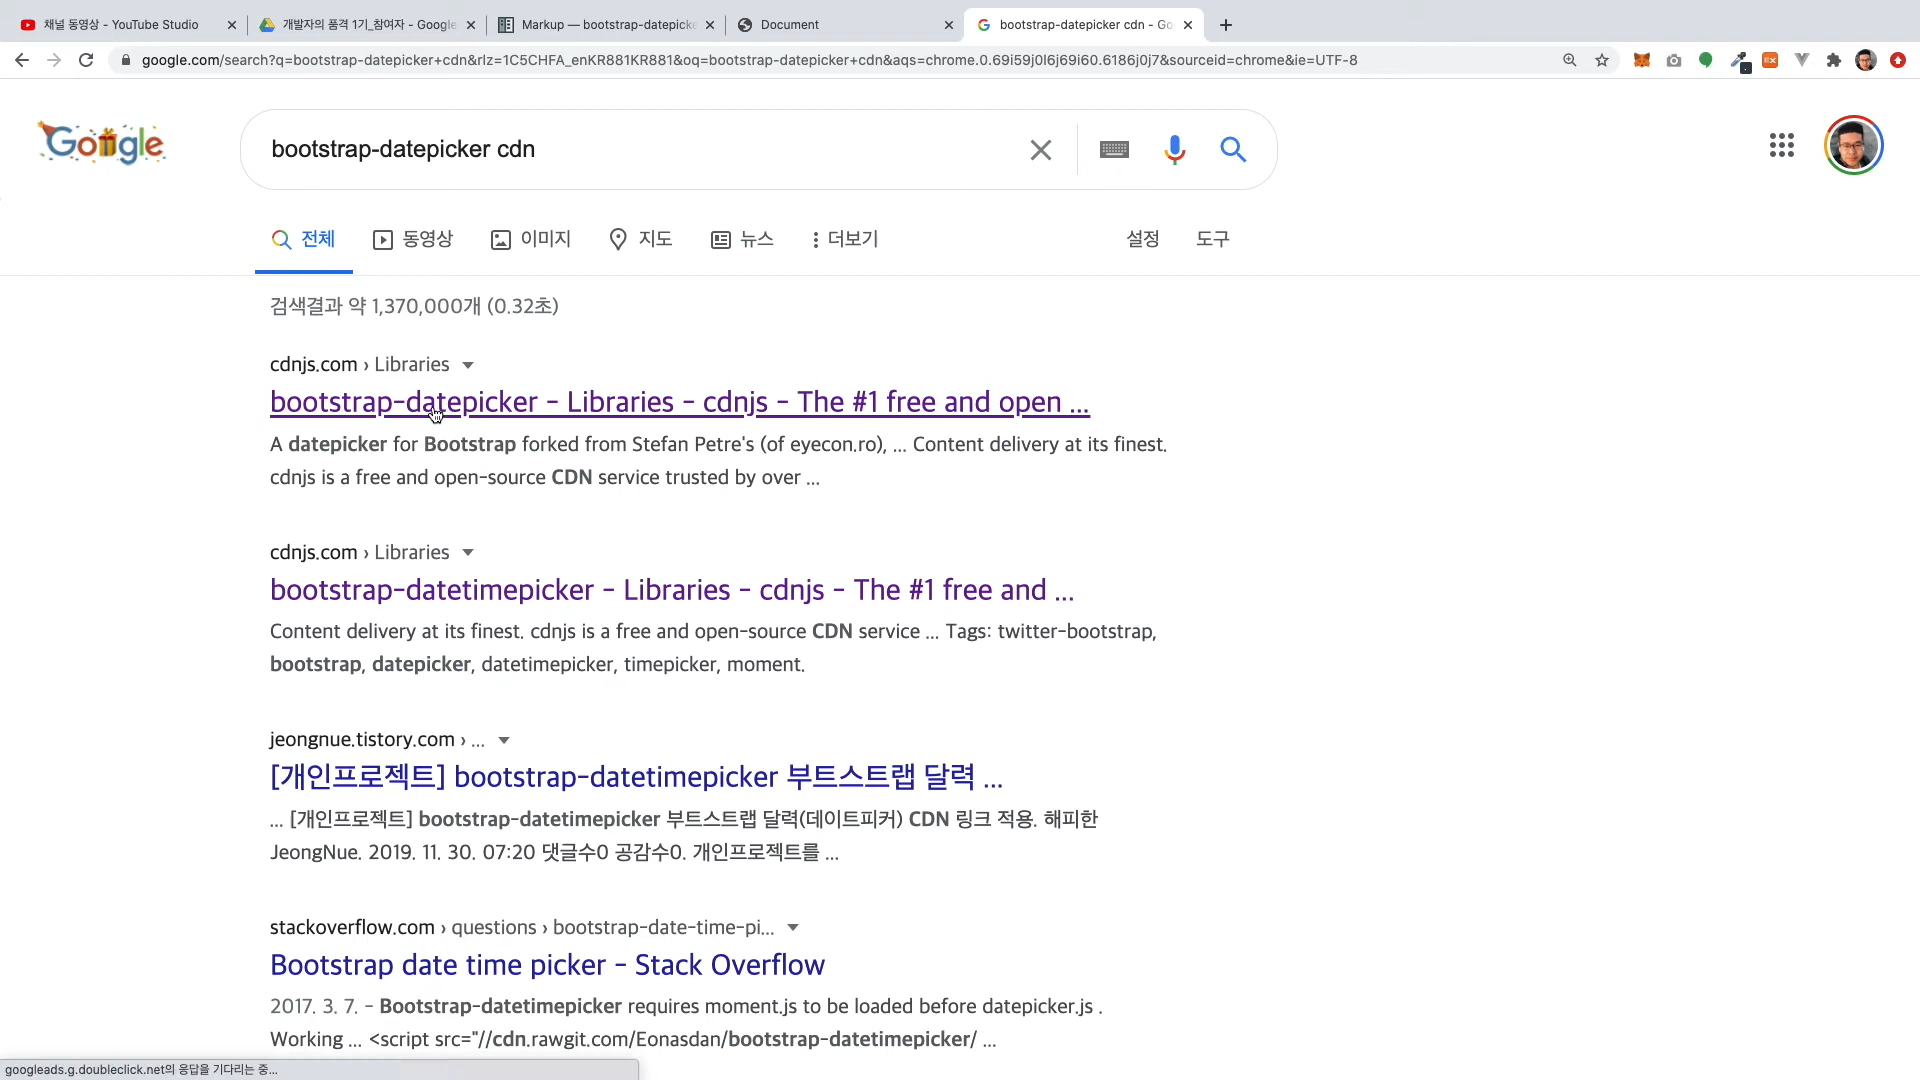 채널 동영상 - YouTube Studio
개발자의 품격 1기_참여자 - Google
Markup — bootstrap-datepicke
Document
bootstrap-datepicker cdn - Go
google.com/search?q=bootstrap-datepicker+cdn&rlz=1C5CHFA_enKR881KR881&oq=bootstrap-datepicker+cdn&aqs=chrome.0.69i59j0l6j69i60.6186j0j7&sourceid=chrome&ie=UTF-8
Google
bootstrap-datepicker cdn
전체 동영상 이미지 지도 뉴스 더보기 설정 도구
검색결과 약 1,370,000개 (0.32초)
cdnjs.com › Libraries
bootstrap-datepicker - Libraries - cdnjs - The #1 free and open ...
A datepicker for Bootstrap forked from Stefan Petre's (of eyecon.ro), ... Content delivery at its finest.
cdnjs is a free and open-source CDN service trusted by over ...
cdnjs.com › Libraries
bootstrap-datetimepicker - Libraries - cdnjs - The #1 free and ...
Content delivery at its finest. cdnjs is a free and open-source CDN service ... Tags: twitter-bootstrap,
bootstrap, datepicker, datetimepicker, timepicker, moment.
jeongnue.tistory.com › ...
[개인프로젝트] bootstrap-datetimepicker 부트스트랩 달력 ...
... [개인프로젝트] bootstrap-datetimepicker 부트스트랩 달력(데이트피커) CDN 링크 적용. 해피한
JeongNue. 2019. 11. 30. 07:20 댓글수0 공감수0. 개인프로젝트를 ...
stackoverflow.com › questions › bootstrap-date-time-pi...
Bootstrap date time picker - Stack Overflow
2017. 3. 7. - Bootstrap-datetimepicker requires moment.js to be loaded before datepicker.js .
Working ... <script src="//cdn.rawgit.com/Eonasdan/bootstrap-datetimepicker/ ...
googleads.g.doubleclick.net의 응답을 기다리는 중...